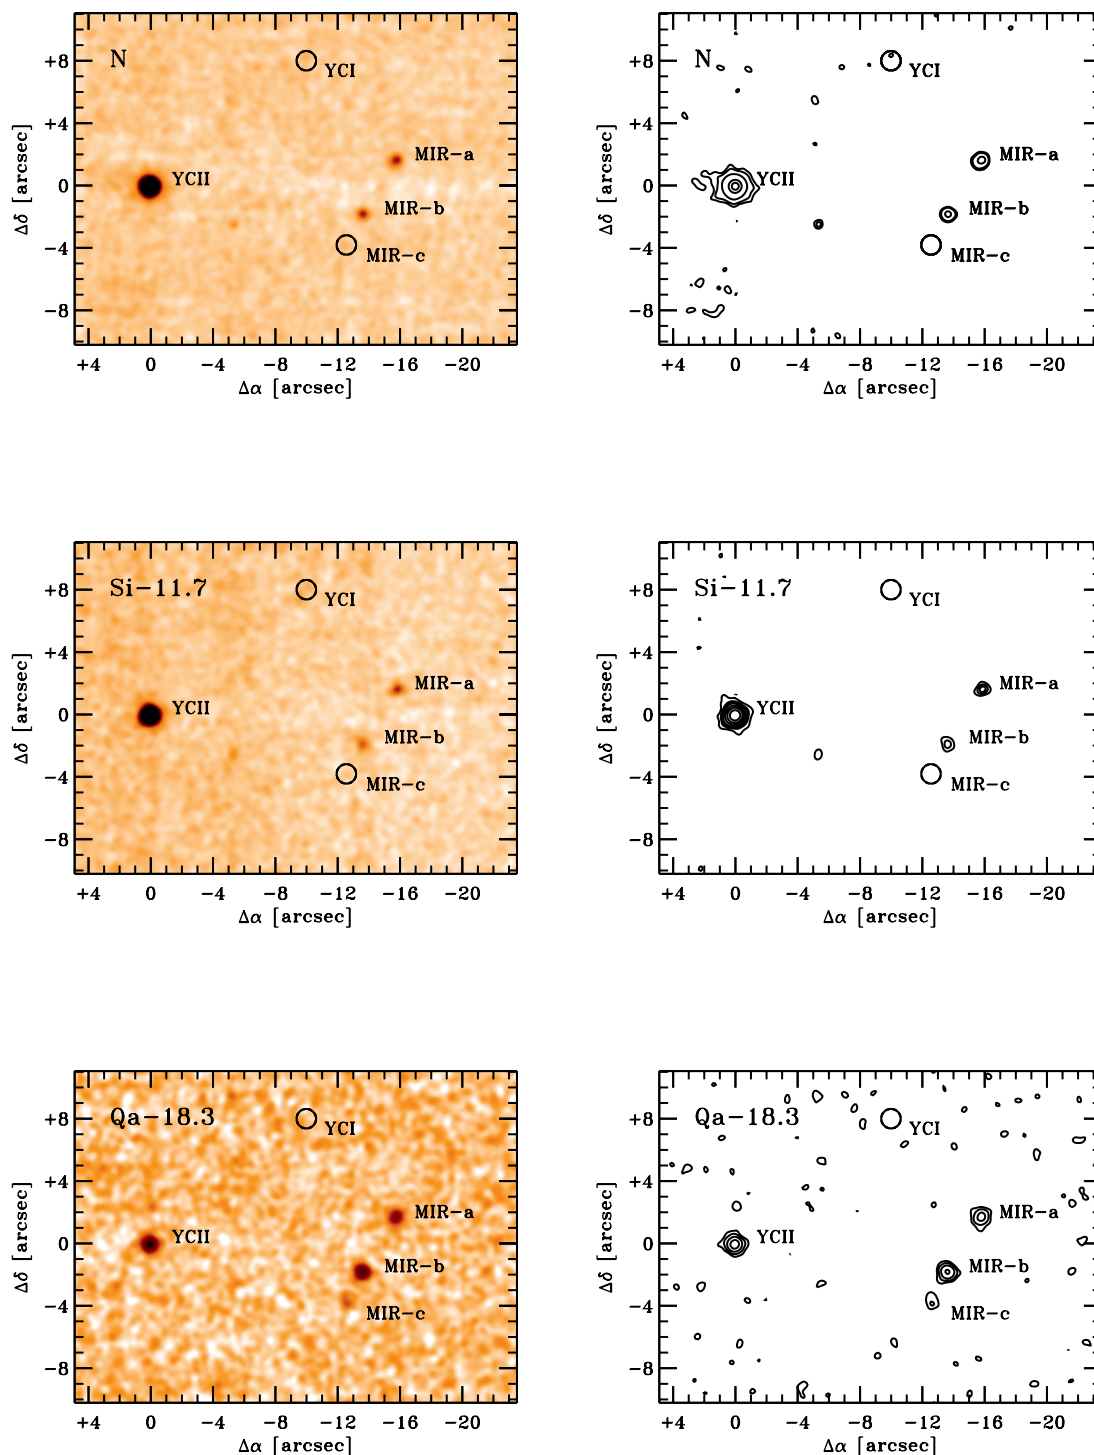 N
YCI
MIR-a
YCII
MIR-b
MIR-c
+8
+4
0
-4
-8
Δδ [arcsec]
+4 0 -4 -8 -12 -16 -20
Δα [arcsec]
N
YCI
MIR-a
YCII
MIR-b
MIR-c
+8
+4
0
-4
-8
Δδ [arcsec]
+4 0 -4 -8 -12 -16 -20
Δα [arcsec]
Si-11.7
YCI
MIR-a
YCII
MIR-b
MIR-c
+8
+4
0
-4
-8
Δδ [arcsec]
+4 0 -4 -8 -12 -16 -20
Δα [arcsec]
Si-11.7
YCI
MIR-a
YCII
MIR-b
MIR-c
+8
+4
0
-4
-8
Δδ [arcsec]
+4 0 -4 -8 -12 -16 -20
Δα [arcsec]
Qa-18.3
YCI
MIR-a
YCII
MIR-b
MIR-c
+8
+4
0
-4
-8
Δδ [arcsec]
+4 0 -4 -8 -12 -16 -20
Δα [arcsec]
Qa-18.3
YCI
MIR-a
YCII
MIR-b
MIR-c
+8
+4
0
-4
-8
Δδ [arcsec]
+4 0 -4 -8 -12 -16 -20
Δα [arcsec]